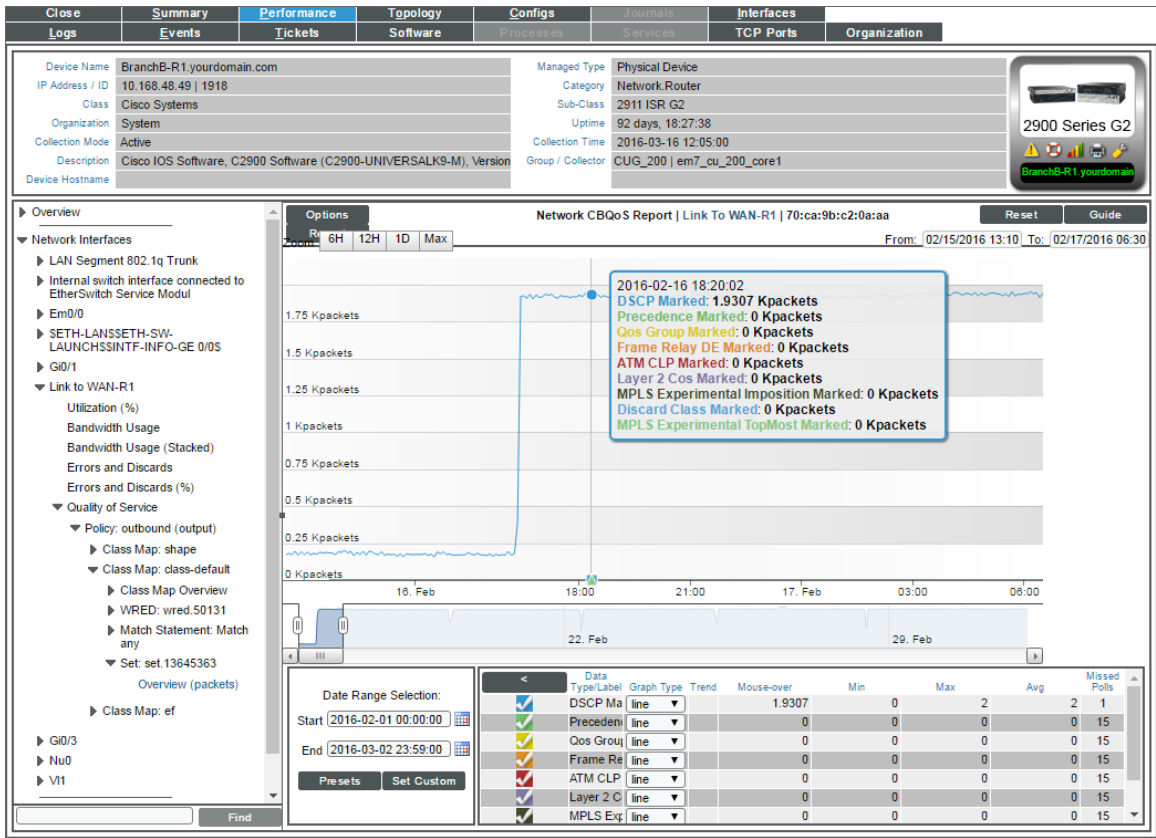 Close Summary Performance Topology Configs Journals Interfaces
Logs Events Tickets Software Processes Services TCP Ports Organization
Device Name BranchB-R1.yourdomain.com Managed Type Physical Device
IP Address / ID 10.168.48.49 | 1918 Category Network.Router
Class Cisco Systems Sub-Class 2911 ISR G2
Organization System Uptime 92 days, 18:27:38
Collection Mode Active Collection Time 2016-03-16 12:05:00
Description Cisco IOS Software, C2900 Software (C2900-UNIVERSALK9-M), Version Group / Collector CUG_200 | em7_cu_200_core1
Device Hostname
2900 Series G2
BranchB-R1.yourdomain
Overview
Network Interfaces
LAN Segment 802.1q Trunk
Internal switch interface connected to
EtherSwitch Service Modul
Em0/0
$ETH-LAN$$ETH-SW-
LAUNCH$$INTF-INFO-GE 0/0$
Gi0/1
Link to WAN-R1
Utilization (%)
Bandwidth Usage
Bandwidth Usage (Stacked)
Errors and Discards
Errors and Discards (%)
Quality of Service
Policy: outbound (output)
Class Map: shape
Class Map: class-default
Class Map Overview
WRED: wred.50131
Match Statement: Match
any
Set: set.13645363
Overview (packets)
Class Map: ef
Gi0/3
Nu0
Vl1
Find
Options Network CBQoS Report | Link To WAN-R1 | 70:ca:9b:c2:0a:aa Reset Guide
Zoom 6H 12H 1D Max From: 02/15/2016 13:10 To: 02/17/2016 06:30
2016-02-16 18:20:02
DSCP Marked: 1.9307 Kpackets
Precedence Marked: 0 Kpackets
Qos Group Marked: 0 Kpackets
Frame Relay DE Marked: 0 Kpackets
ATM CLP Marked: 0 Kpackets
Layer 2 Cos Marked: 0 Kpackets
MPLS Experimental Imposition Marked: 0 Kpackets
Discard Class Marked: 0 Kpackets
MPLS Experimental TopMost Marked: 0 Kpackets
1.75 Kpackets
1.5 Kpackets
1.25 Kpackets
1 Kpackets
0.75 Kpackets
0.5 Kpackets
0.25 Kpackets
0 Kpackets
16. Feb 18:00 21:00 17. Feb 03:00 06:00
22. Feb 29. Feb
Date Range Selection:
Start 2016-02-01 00:00:00
End 2016-03-02 23:59:00
Presets Set Custom
< Data
Type/Label Graph Type Trend Mouse-over Min Max Avg Missed
Polls
DSCP Ma line 1.9307 0 2 2 1
Preceden line 0 0 0 0 15
Qos Grou line 0 0 0 0 15
Frame Re line 0 0 0 0 15
ATM CLP line 0 0 0 0 15
Layer 2 C line 0 0 0 0 15
MPLS Exp line 0 0 0 0 15